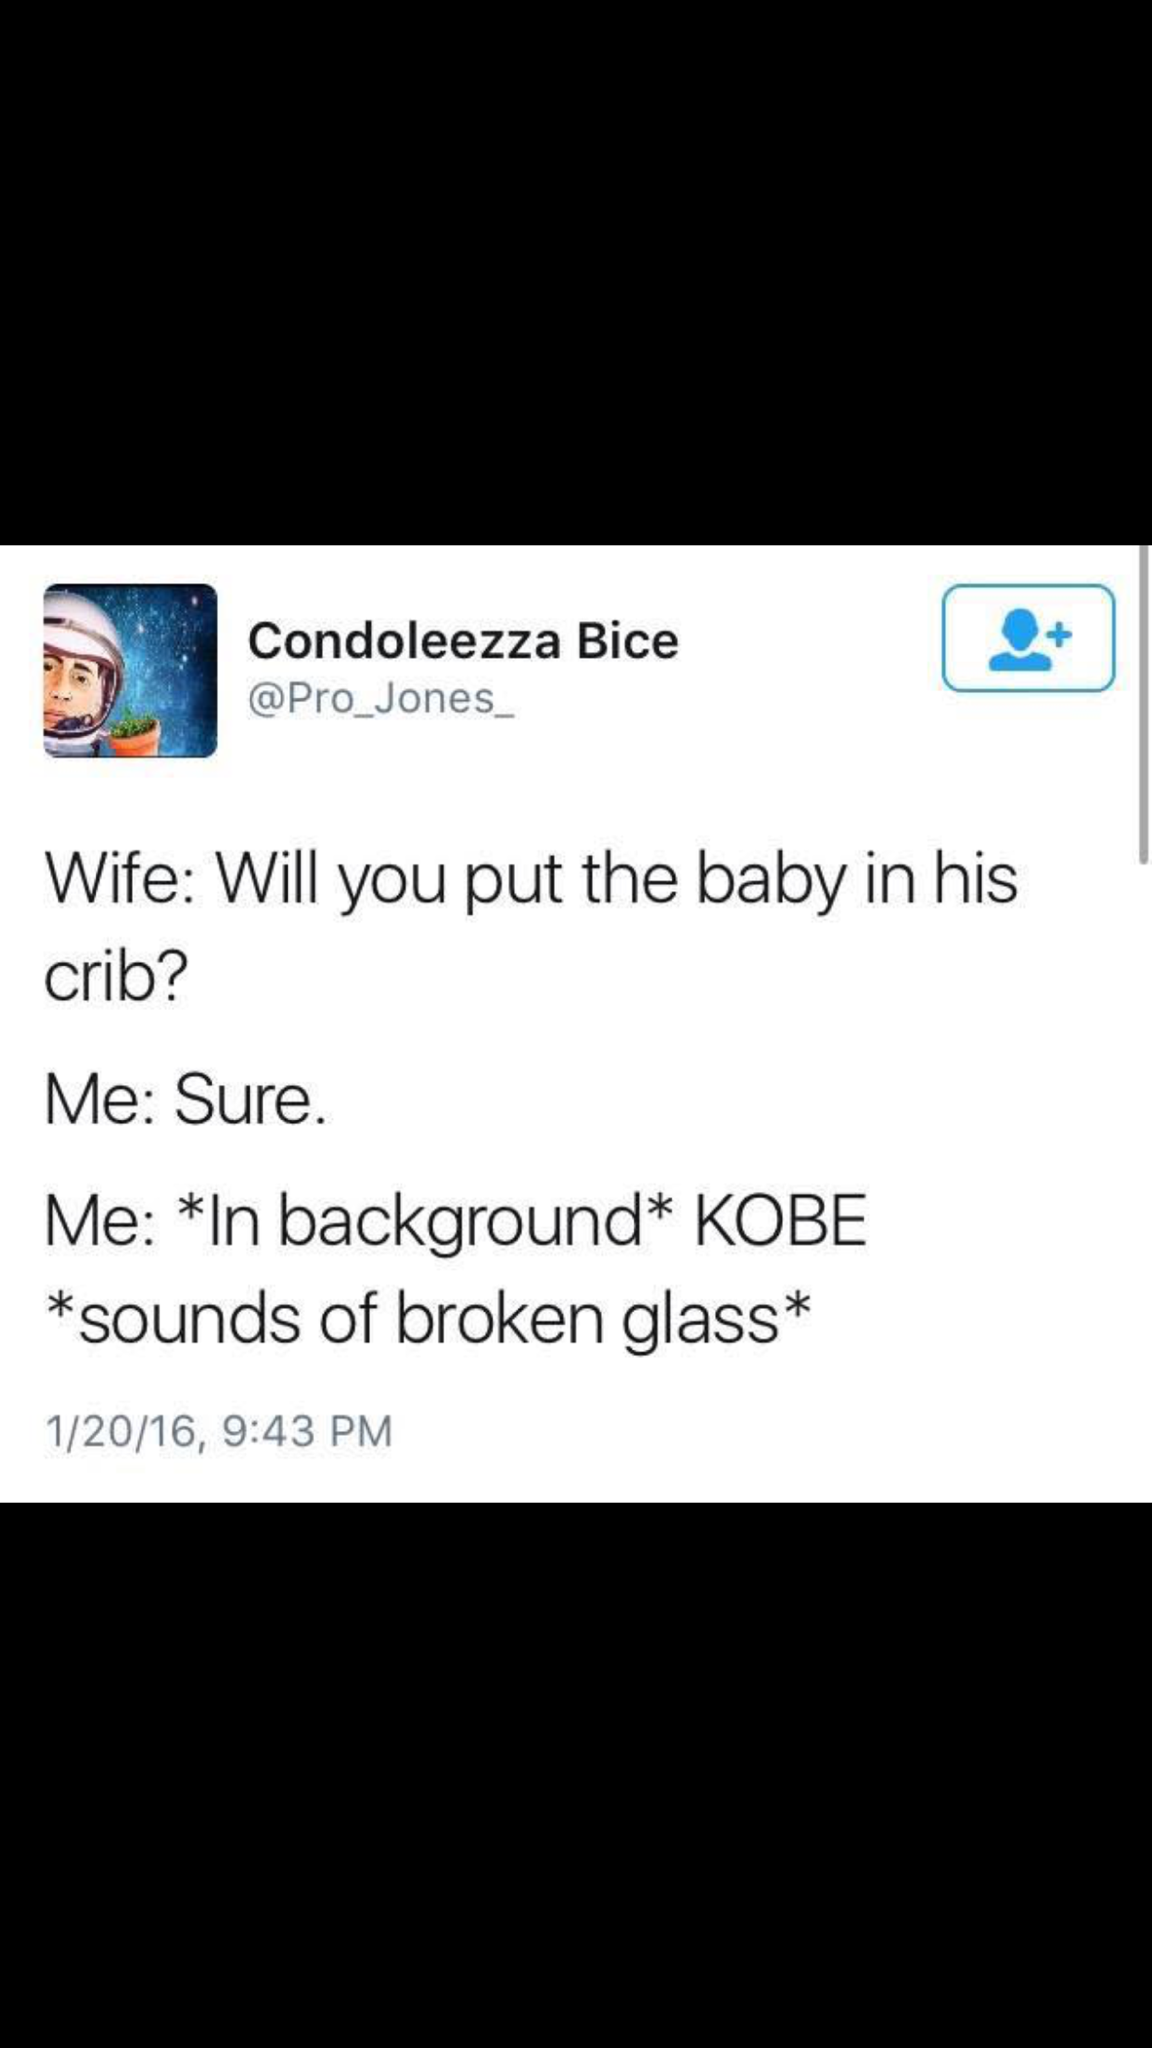 Condoleezza Bice
@Pro_Jones_
Wife: Will you put the baby in his
crib?
Me: Sure.
Me: *In background* KOBE
*sounds of broken glass*
1/20/16, 9:43 PM